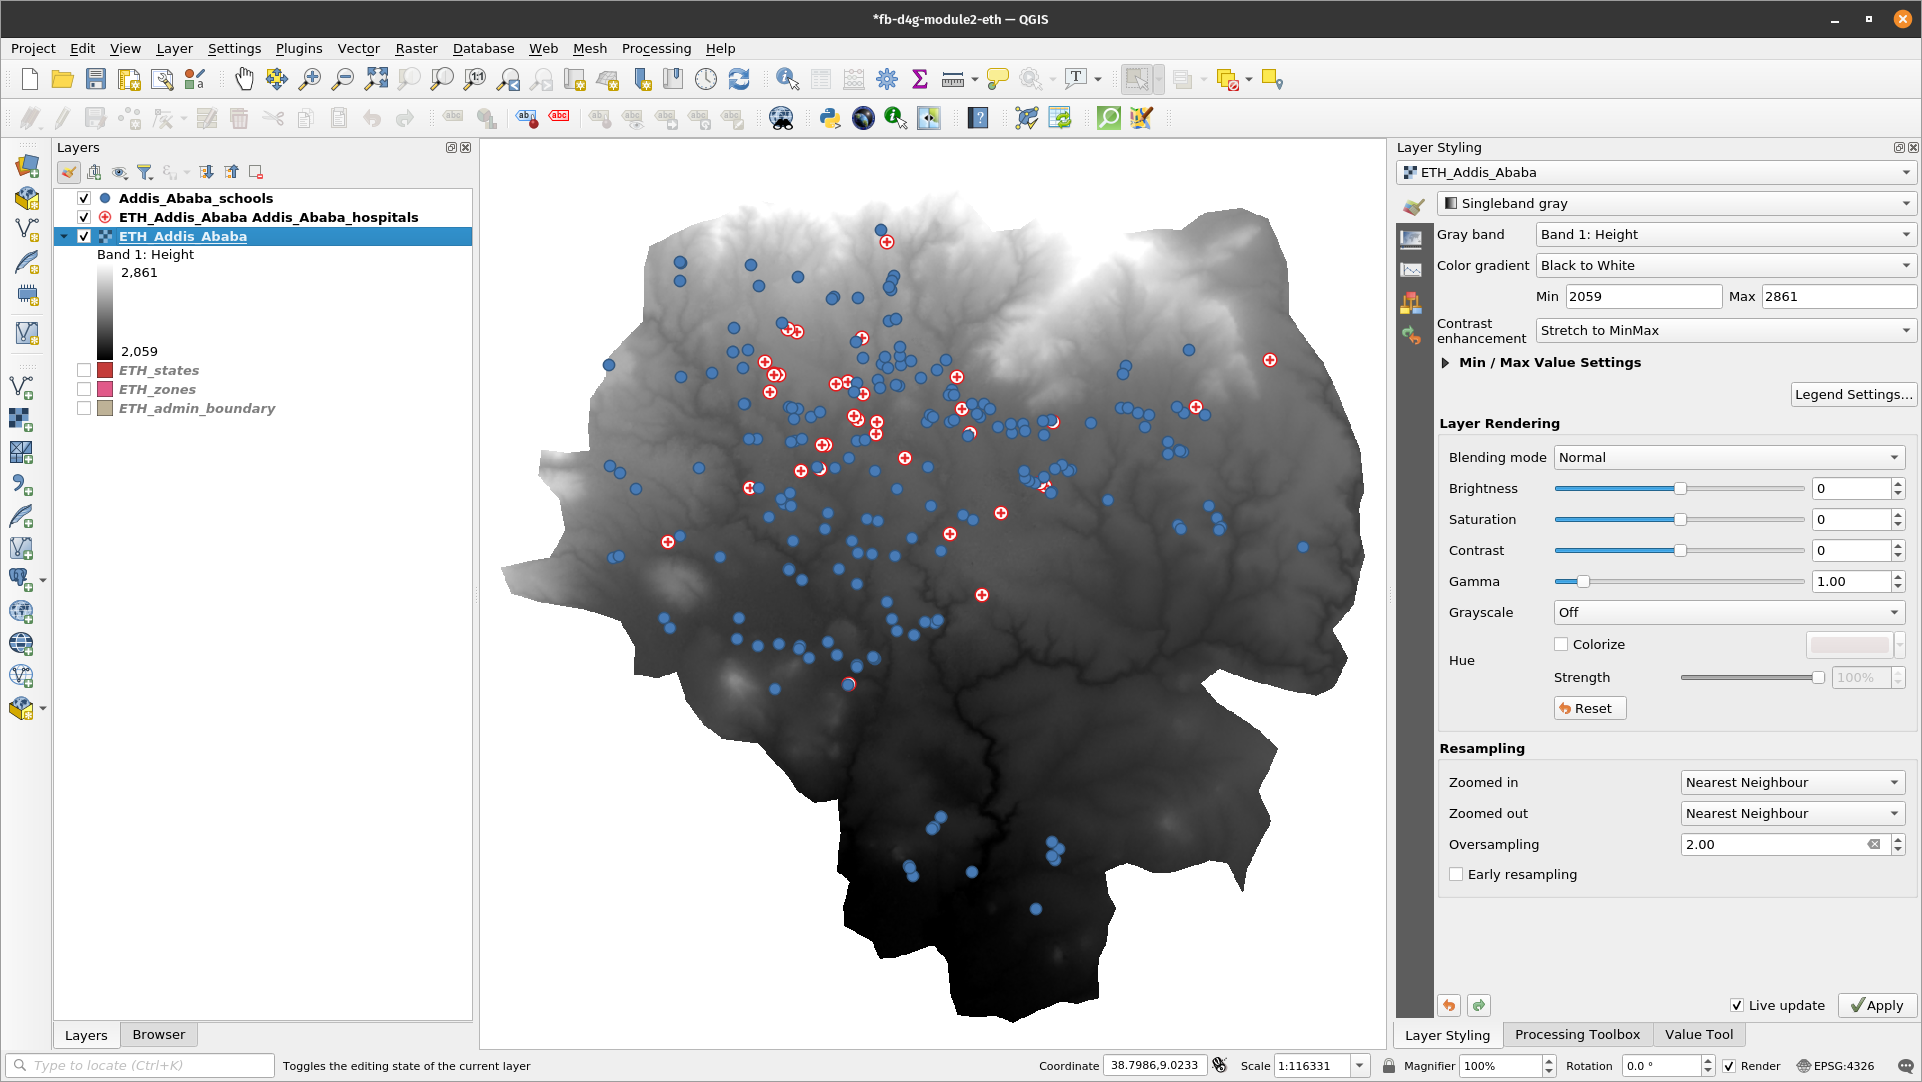 *fb-d4g-module2-eth — QGIS
Project Edit View Layer Settings Plugins Vector Raster Database Web Mesh Processing Help
Layers
Addis_Ababa_schools
ETH_Addis_Ababa Addis_Ababa_hospitals
ETH_Addis_Ababa
Band 1: Height
2,861
2,059
ETH_states
ETH_zones
ETH_admin_boundary
Layers Browser
Layer Styling
ETH_Addis_Ababa
Singleband gray
Gray band Band 1: Height
Color gradient Black to White
Min 2059 Max 2861
Contrast enhancement Stretch to MinMax
Min / Max Value Settings
Legend Settings...
Layer Rendering
Blending mode Normal
Brightness 0
Saturation 0
Contrast 0
Gamma 1.00
Grayscale Off
Hue
Colorize
Strength 100%
Reset
Resampling
Zoomed in Nearest Neighbour
Zoomed out Nearest Neighbour
Oversampling 2.00
Early resampling
Live update Apply
Layer Styling Processing Toolbox Value Tool
Type to locate (Ctrl+K) Toggles the editing state of the current layer Coordinate 38.7986,9.0233 Scale 1:116331 Magnifier 100% Rotation 0.0 ° Render EPSG:4326